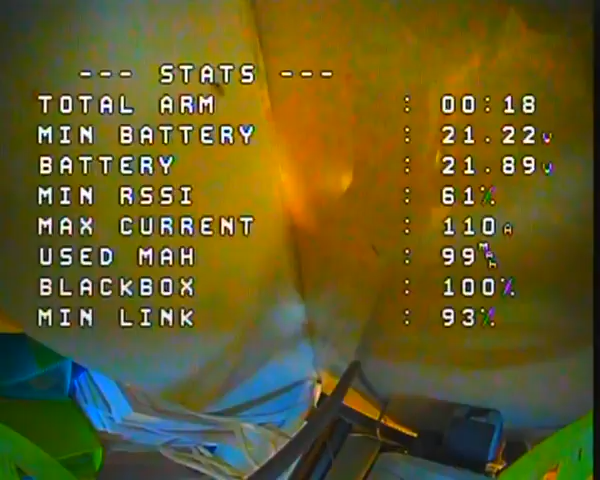 --- STATS ---
TOTAL ARM : 00:18
MIN BATTERY : 21.22V
BATTERY : 21.89V
MIN RSSI : 61%
MAX CURRENT : 110A
USED MAH : 99mAh
BLACKBOX : 100%
MIN LINK : 93%